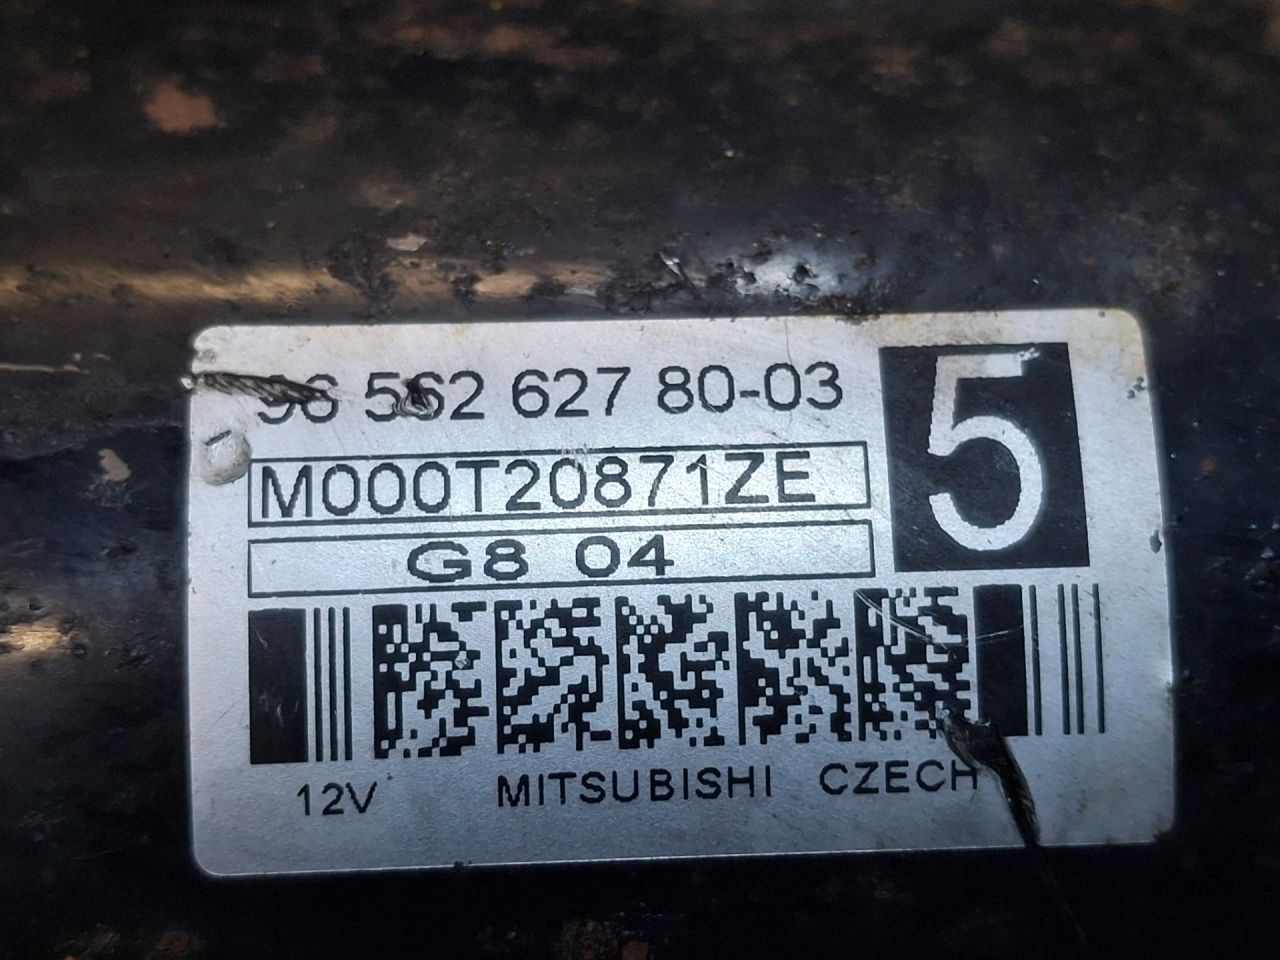 96 562 627 80-03
5
M000T20871ZE
G8 04
12V MITSUBISHI CZECH